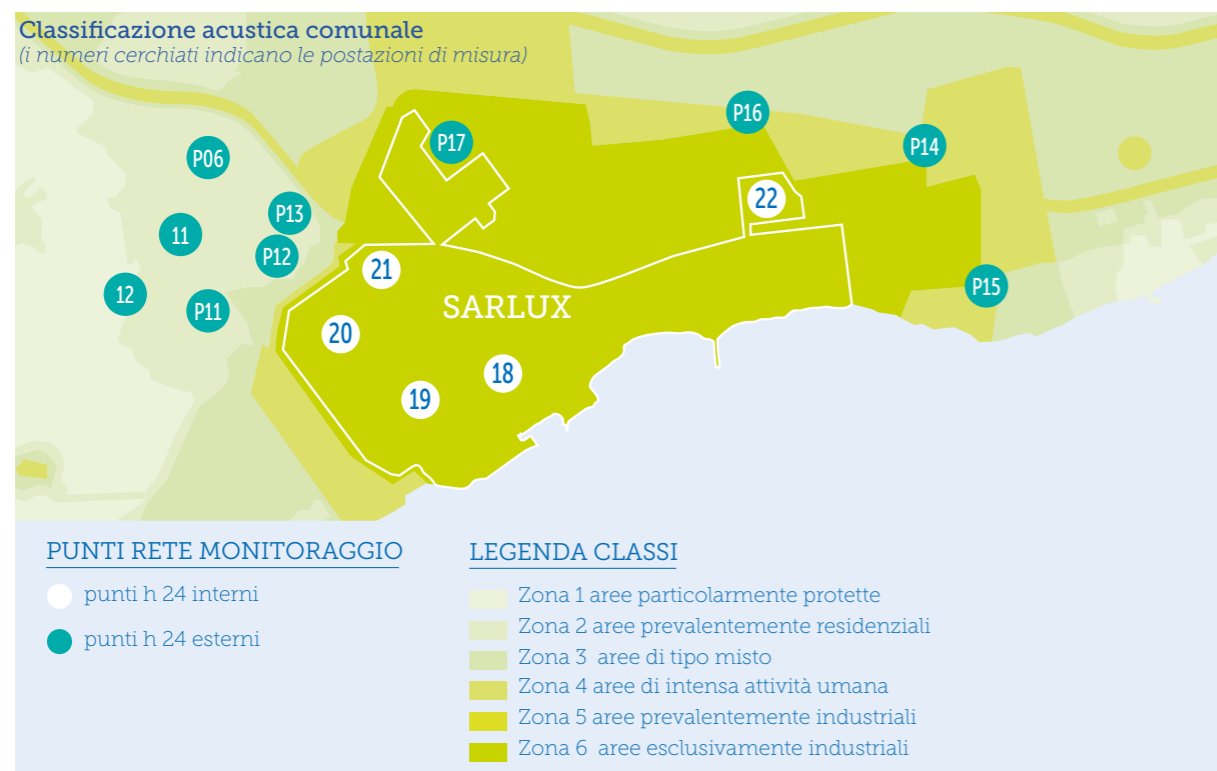 Classificazione acustica comunale
(i numeri cerchiati indicano le postazioni di misura)
P16
P17
P14
P06
22
P13
11
P12
21
P15
12
P11
SARLUX
20
18
19
PUNTI RETE MONITORAGGIO
punti h 24 interni
punti h 24 esterni
LEGENDA CLASSI
Zona 1 aree particolarmente protette
Zona 2 aree prevalentemente residenziali
Zona 3 aree di tipo misto
Zona 4 aree di intensa attività umana
Zona 5 aree prevalentemente industriali
Zona 6 aree esclusivamente industriali